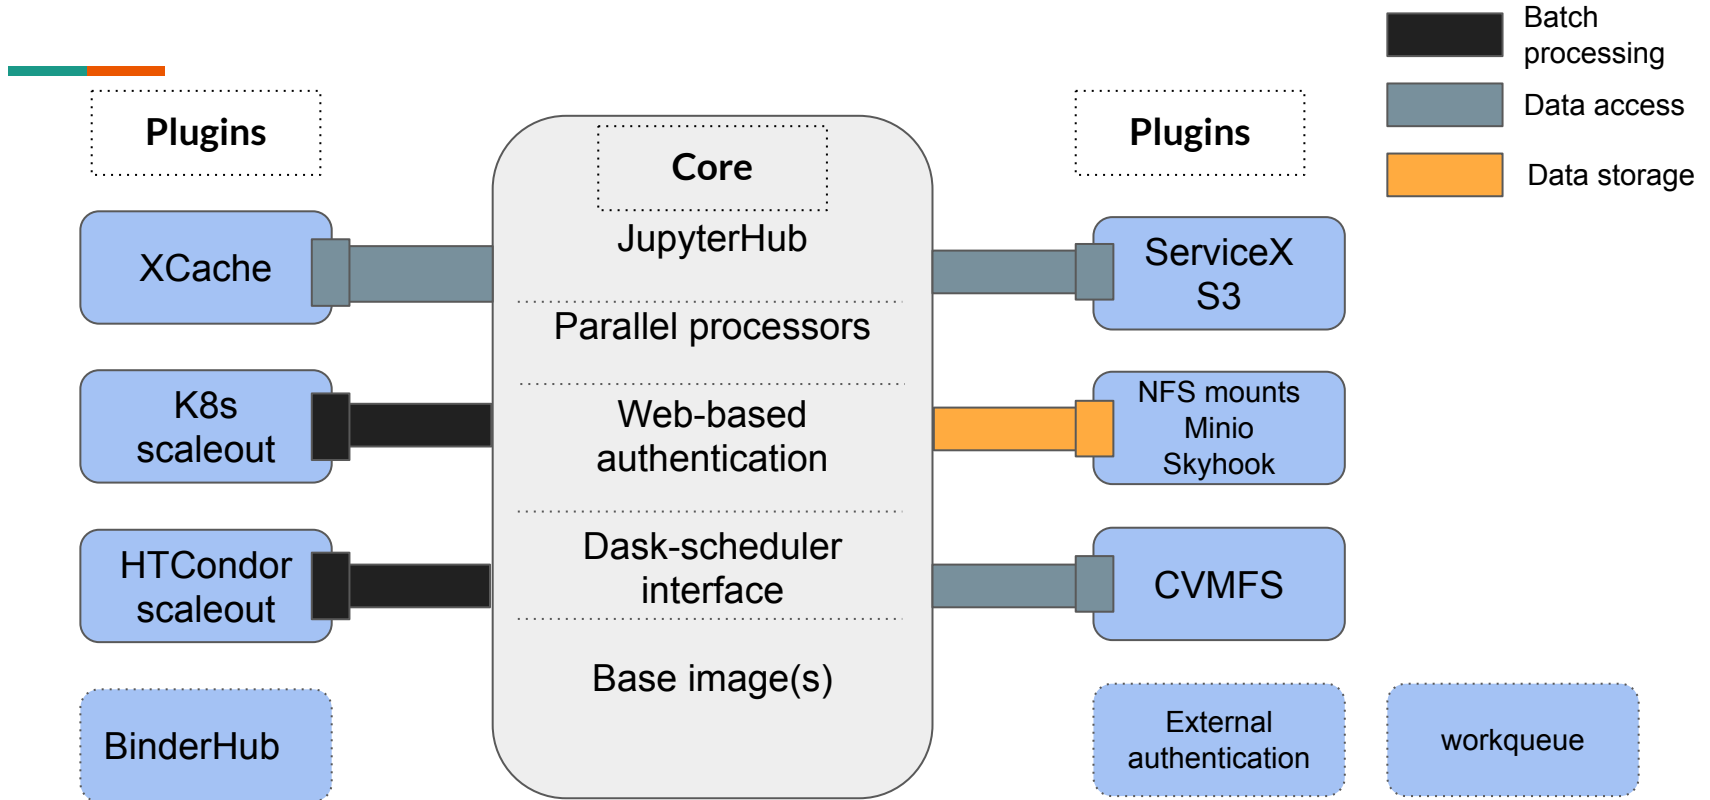 Batch
processing
Data access
Data storage
Plugins
Core
Plugins
XCache
K8s
scaleout
HTCondor
scaleout
BinderHub
JupyterHub
Parallel processors
Web-based
authentication
Dask-scheduler
interface
Base image(s)
ServiceX
S3
NFS mounts
Minio
Skyhook
CVMFS
External
authentication
workqueue